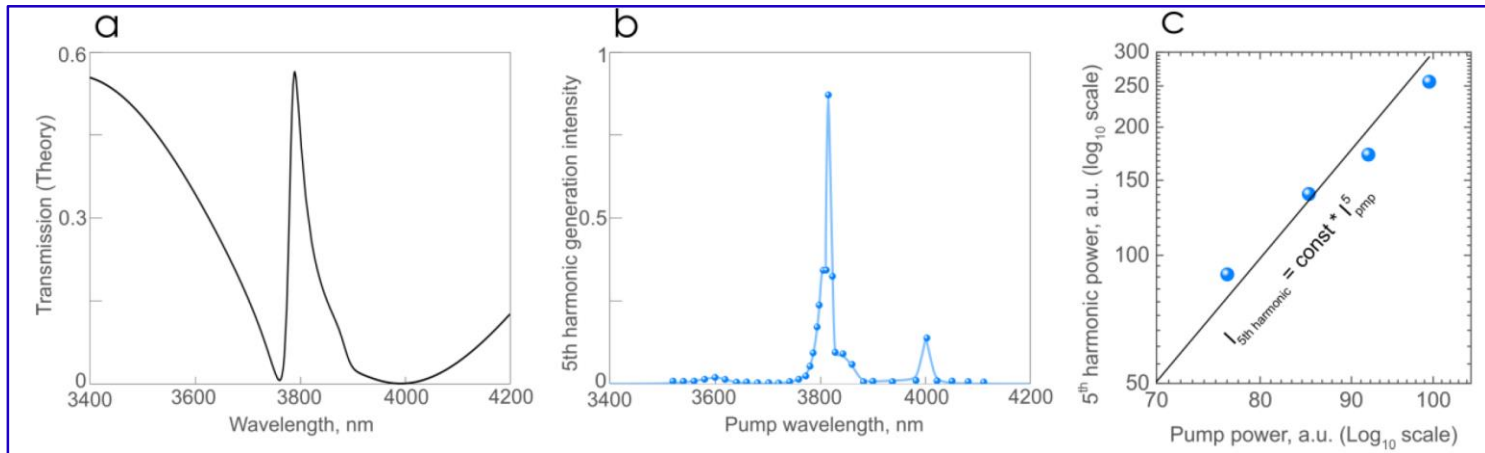 a
0.6
0.3
0
Transmission (Theory)
3400 3600 3800 4000 4200
Wavelength, nm
b
1
0.5
0
5th harmonic generation intensity
3400 3600 3800 4000 4200
Pump wavelength, nm
c
300
250
200
150
100
50
5th harmonic power, a.u. (log10 scale)
I5th harmonic = const * I5pmp
70 80 90 100
Pump power, a.u. (Log10 scale)